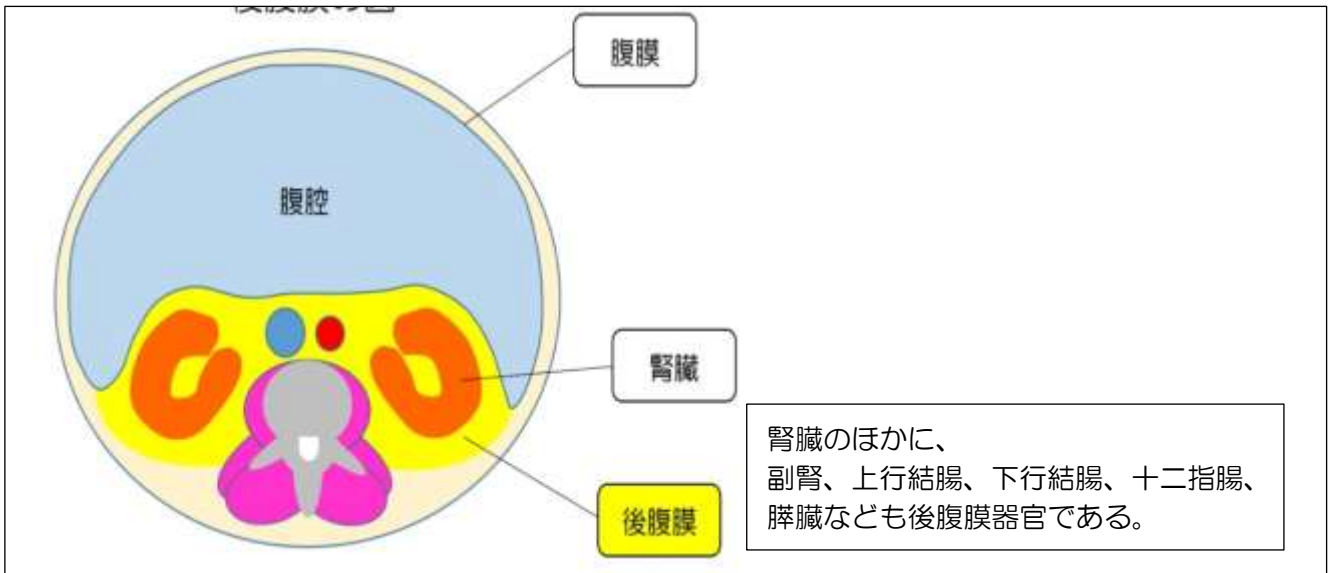 腹膜
腹腔
腎臓
後腹膜
腎臓のほかに、
副腎、上行結腸、下行結腸、十二指腸、
膵臓なども後腹膜器官である。